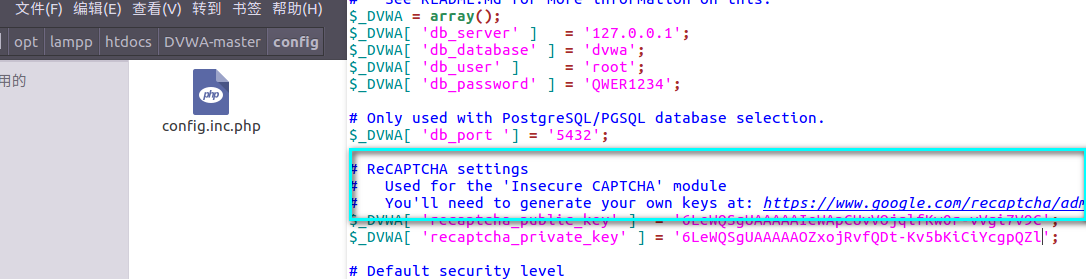 文件(F) 编辑(E) 查看(V) 转到 书签 帮助(H)
opt lampp htdocs DVWA-master config
用的
php
config.inc.php
# See README.md for more information on this.
$_DVWA = array();
$_DVWA[ 'db_server' ] = '127.0.0.1';
$_DVWA[ 'db_database' ] = 'dvwa';
$_DVWA[ 'db_user' ] = 'root';
$_DVWA[ 'db_password' ] = 'QWER1234';
# Only used with PostgreSQL/PGSQL database selection.
$_DVWA[ 'db_port '] = '5432';
# ReCAPTCHA settings
# Used for the 'Insecure CAPTCHA' module
# You'll need to generate your own keys at: https://www.google.com/recaptcha/adm
$_DVWA[ 'recaptcha_public_key' ] =
$_DVWA[ 'recaptcha_private_key' ] = '6LeWQSgUAAAAAOZxojRvfQDt-Kv5bKiCiYcgpQZl';
# Default security level